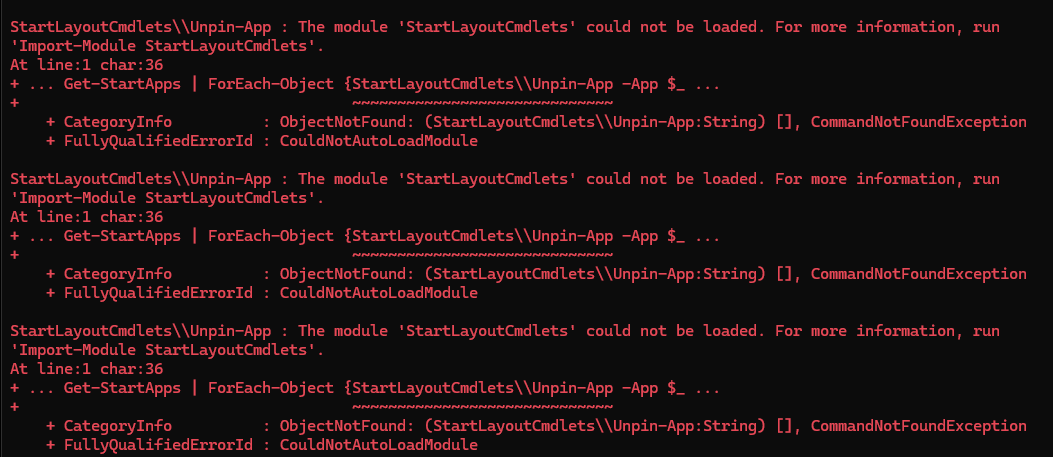 StartLayoutCmdlets\\Unpin-App : The module 'StartLayoutCmdlets' could not be loaded. For more information, run
'Import-Module StartLayoutCmdlets'.
At line:1 char:36
+ ... Get-StartApps | ForEach-Object {StartLayoutCmdlets\\Unpin-App -App $_ ...
+                                     ~~~~~~~~~~~~~~~~~~~~~~~~~~~~~
    + CategoryInfo          : ObjectNotFound: (StartLayoutCmdlets\\Unpin-App:String) [], CommandNotFoundException
    + FullyQualifiedErrorId : CouldNotAutoLoadModule

StartLayoutCmdlets\\Unpin-App : The module 'StartLayoutCmdlets' could not be loaded. For more information, run
'Import-Module StartLayoutCmdlets'.
At line:1 char:36
+ ... Get-StartApps | ForEach-Object {StartLayoutCmdlets\\Unpin-App -App $_ ...
+                                     ~~~~~~~~~~~~~~~~~~~~~~~~~~~~~
    + CategoryInfo          : ObjectNotFound: (StartLayoutCmdlets\\Unpin-App:String) [], CommandNotFoundException
    + FullyQualifiedErrorId : CouldNotAutoLoadModule

StartLayoutCmdlets\\Unpin-App : The module 'StartLayoutCmdlets' could not be loaded. For more information, run
'Import-Module StartLayoutCmdlets'.
At line:1 char:36
+ ... Get-StartApps | ForEach-Object {StartLayoutCmdlets\\Unpin-App -App $_ ...
+                                     ~~~~~~~~~~~~~~~~~~~~~~~~~~~~~
    + CategoryInfo          : ObjectNotFound: (StartLayoutCmdlets\\Unpin-App:String) [], CommandNotFoundException
    + FullyQualifiedErrorId : CouldNotAutoLoadModule